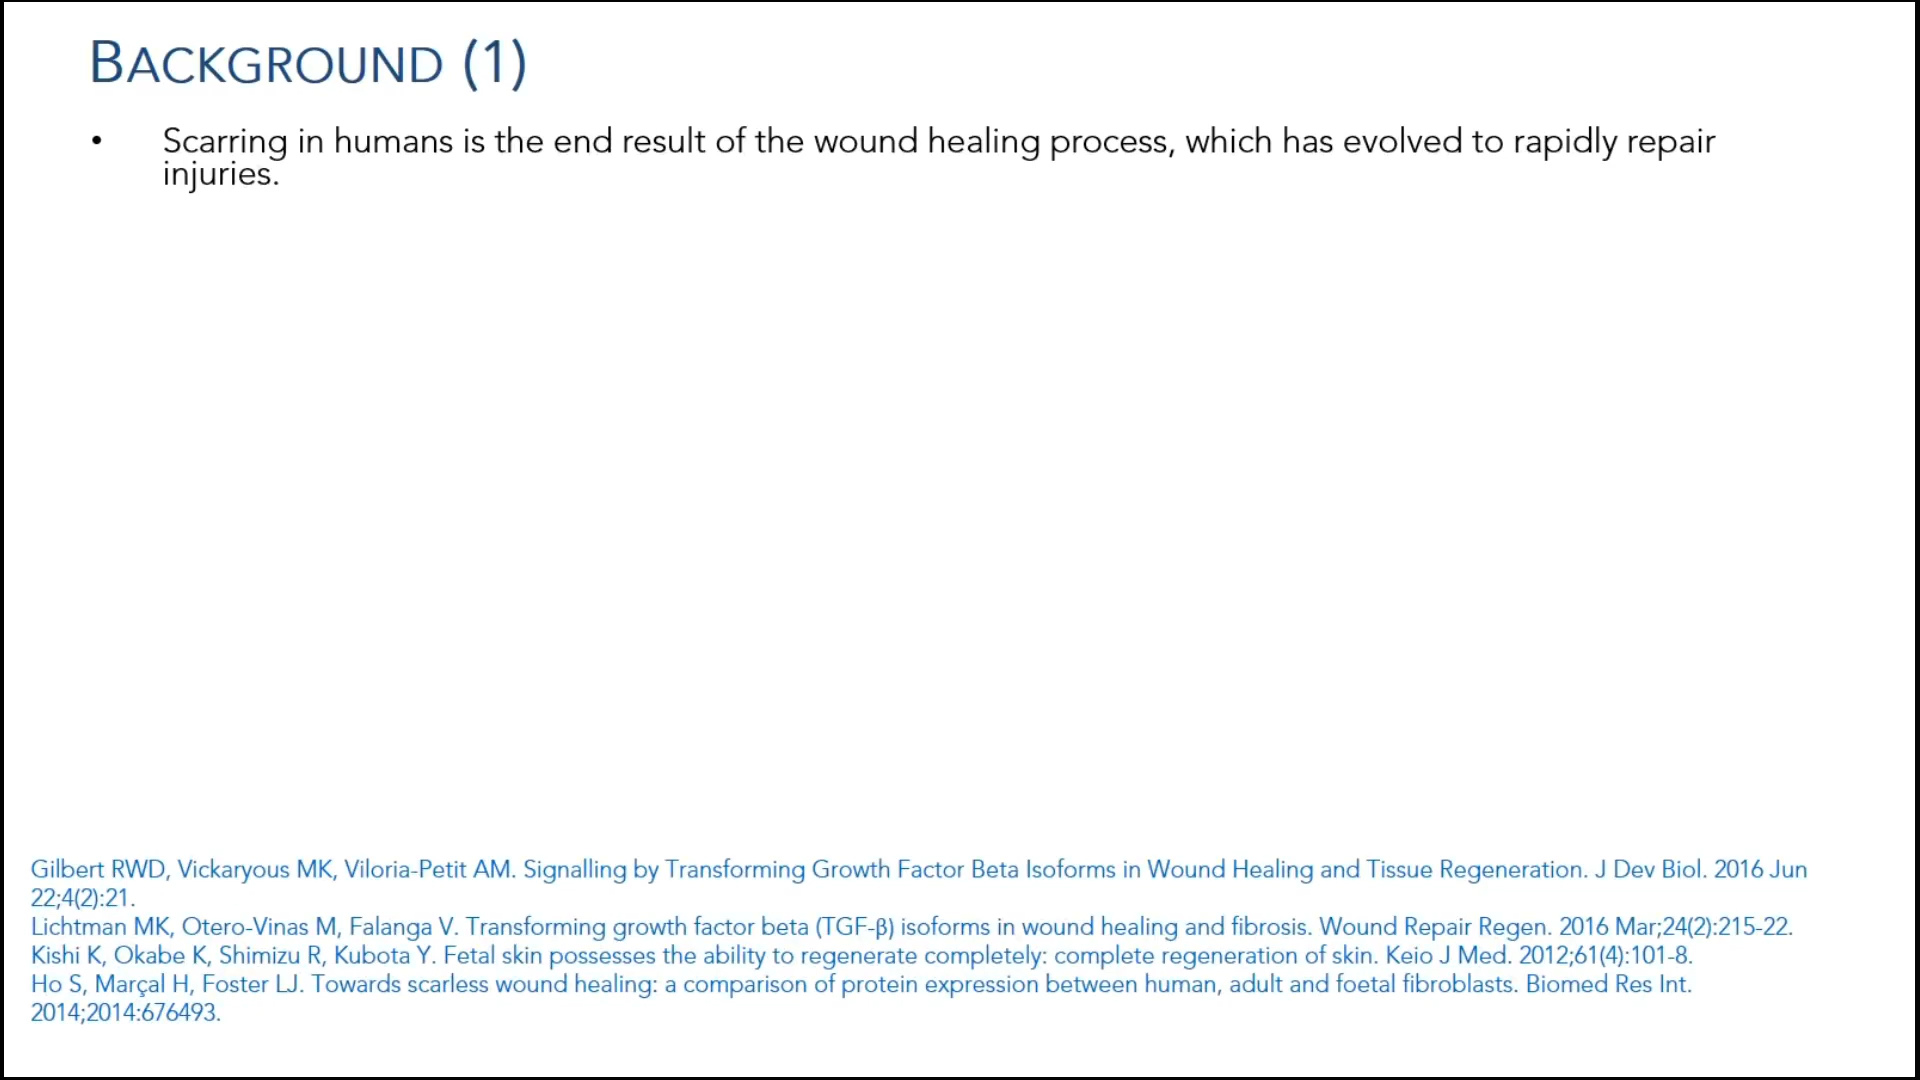 BACKGROUND (1)
• Scarring in humans is the end result of the wound healing process, which has evolved to rapidly repair
injuries.
Gilbert RWD, Vickaryous MK, Viloria-Petit AM. Signalling by Transforming Growth Factor Beta Isoforms in Wound Healing and Tissue Regeneration. J Dev Biol. 2016 Jun
22;4(2):21.
Lichtman MK, Otero-Vinas M, Falanga V. Transforming growth factor beta (TGF-β) isoforms in wound healing and fibrosis. Wound Repair Regen. 2016 Mar;24(2):215-22.
Kishi K, Okabe K, Shimizu R, Kubota Y. Fetal skin possesses the ability to regenerate completely: complete regeneration of skin. Keio J Med. 2012;61(4):101-8.
Ho S, Marçal H, Foster LJ. Towards scarless wound healing: a comparison of protein expression between human, adult and foetal fibroblasts. Biomed Res Int.
2014;2014:676493.